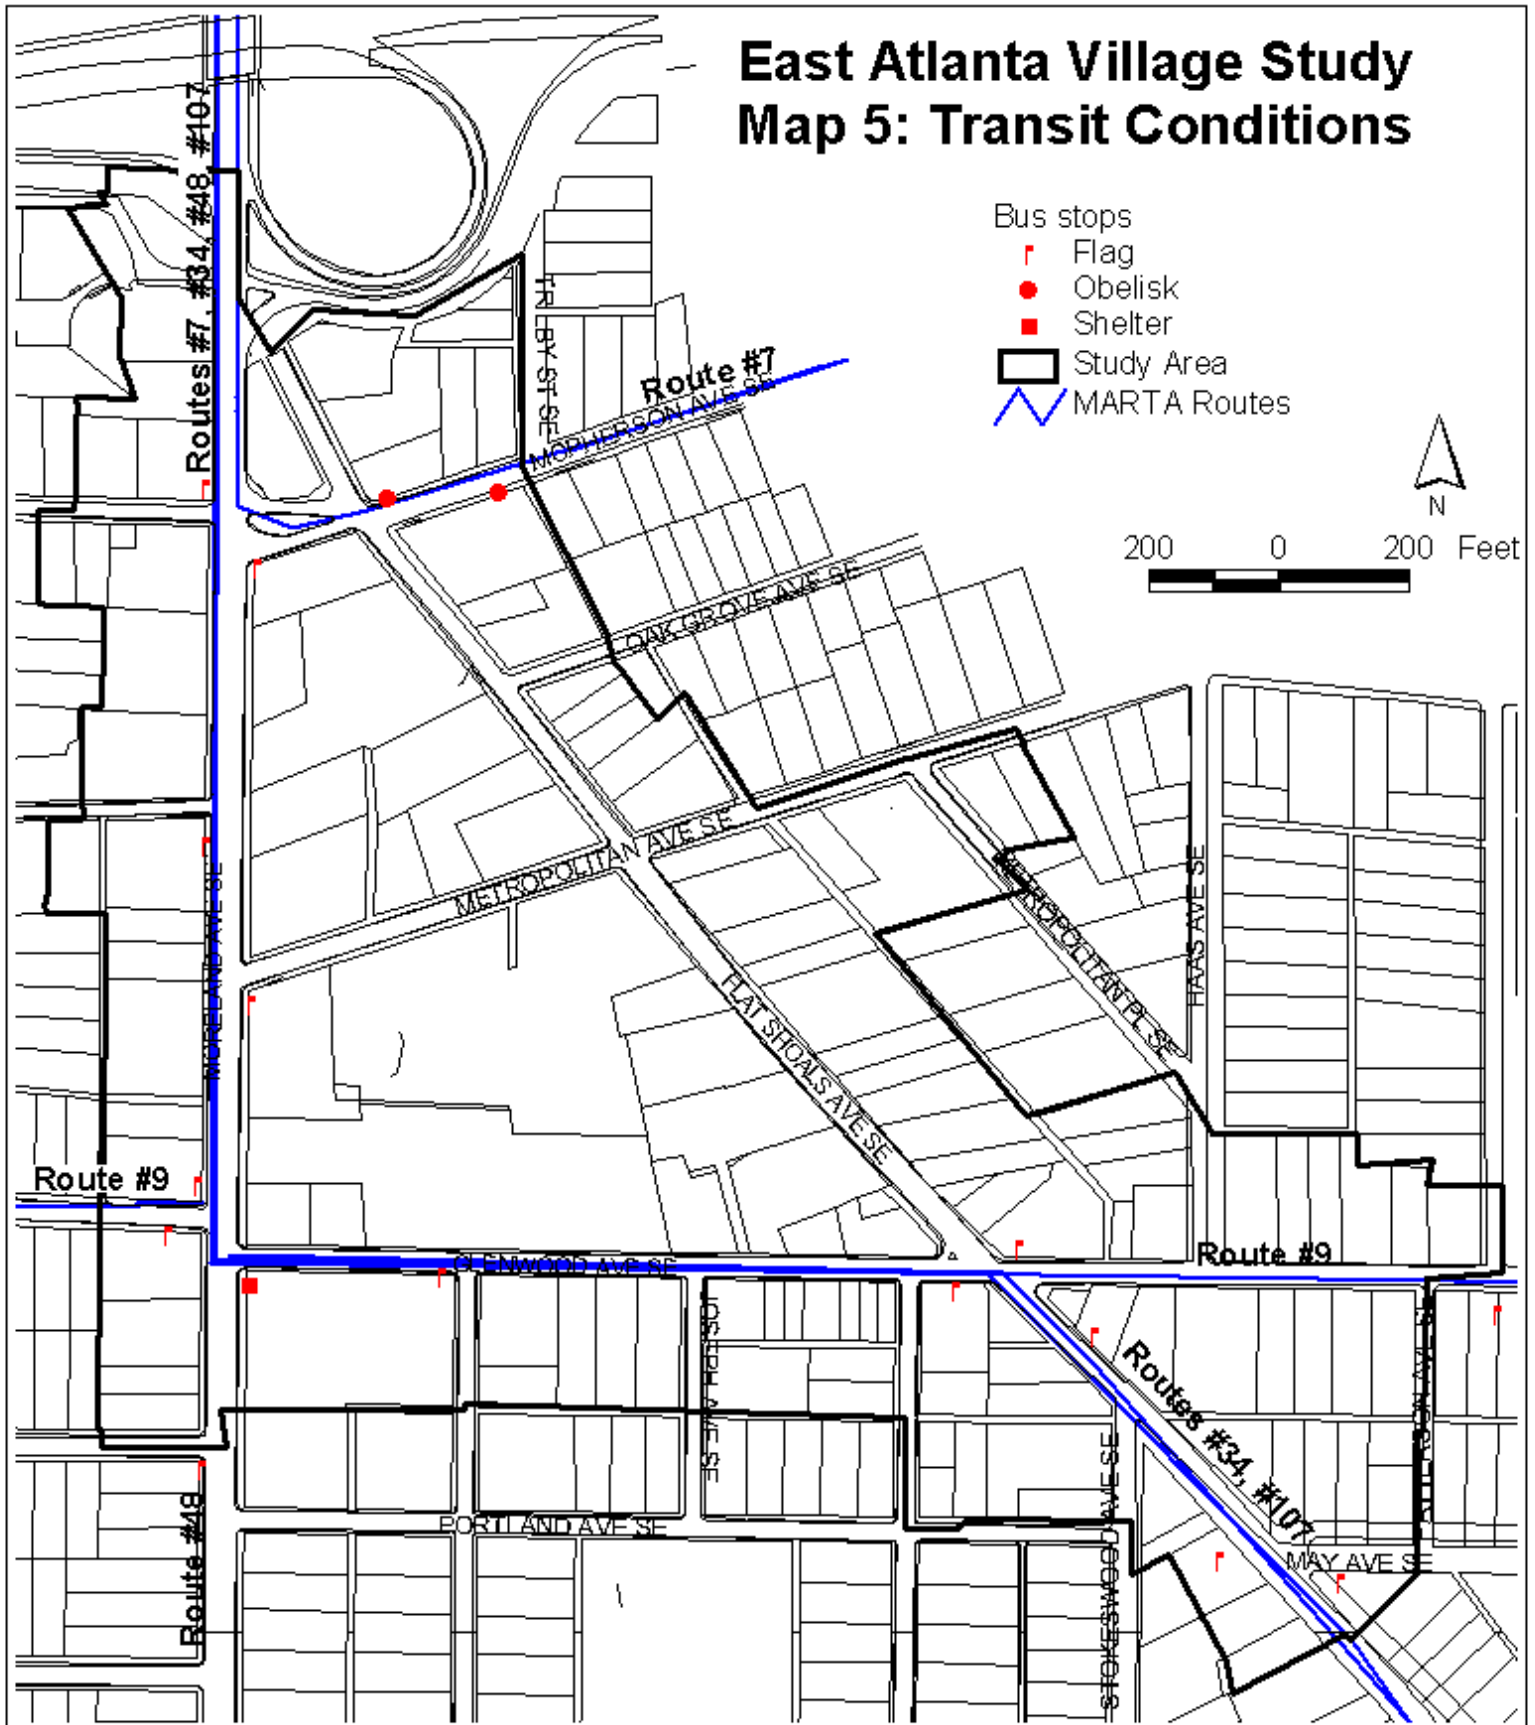 East Atlanta Village Study
Map 5: Transit Conditions
Bus stops
Flag
Obelisk
Shelter
Study Area
MARTA Routes
N
200 0 200 Feet
Routes #7, #34, #48, #107
TRILBY ST SE
Route #7
MCPHERSON AVE SE
OAK GROVE AVE SE
METROPOLITAN AVE SE
METROPOLITAN PL SE
HAAS AVE SE
MORELAND AVE SE
FLAT SHOALS AVE SE
Route #9
GLENWOOD AVE SE
Route #9
JOSEPH AVE SE
Routes #34, #107
STOKESWOOD AVE SE
Route #48
PORTLAND AVE SE
MAY AVE SE